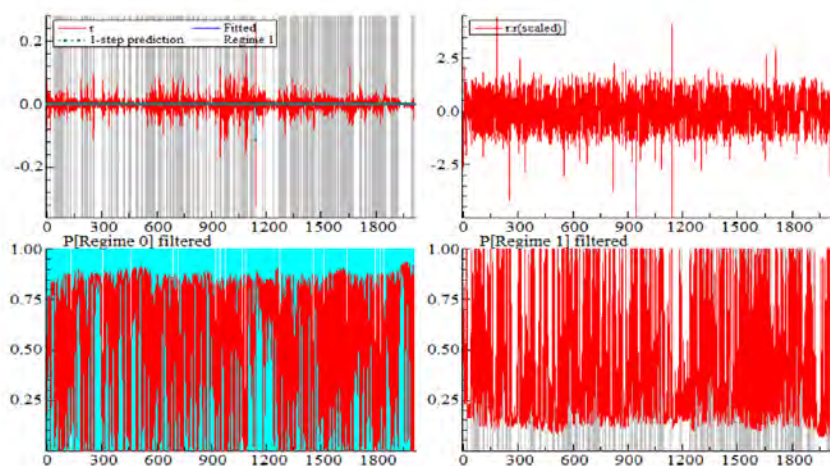 r Fitted
1-step prediction Regime 1
0.2
0.0
-0.2
0 300 600 900 1200 1500 1800
r:r(scaled)
2.5
0.0
-2.5
0 300 600 900 1200 1500 1800
P[Regime 0] filtered
1.00
0.75
0.50
0.25
0 300 600 900 1200 1500 1800
P[Regime 1] filtered
1.00
0.75
0.50
0.25
0 300 600 900 1200 1500 1800